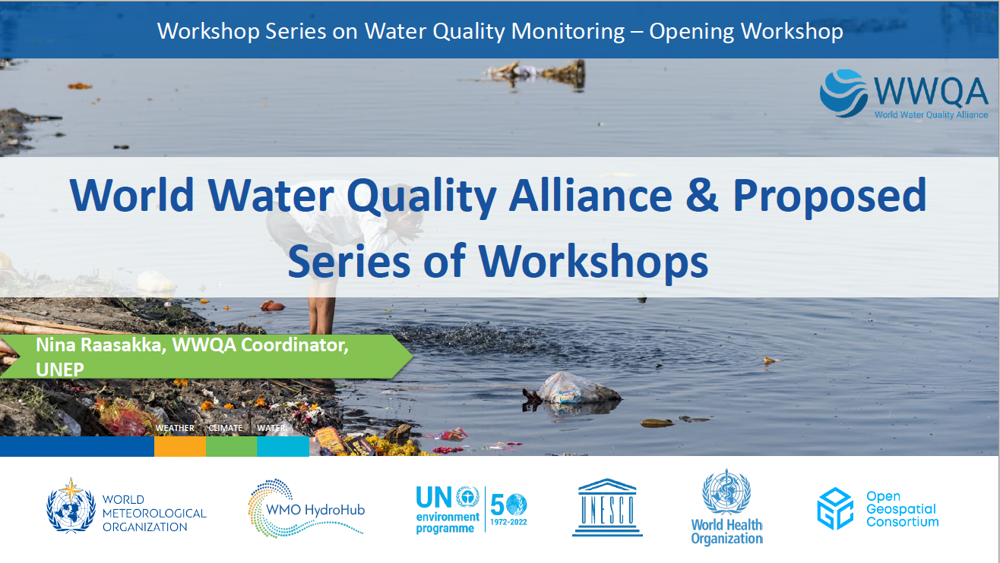 Workshop Series on Water Quality Monitoring – Opening Workshop
WWQA
World Water Quality Alliance
World Water Quality Alliance & Proposed
Series of Workshops
Nina Raasakka, WWQA Coordinator,
UNEP
WEATHER CLIMATE WATER
WORLD
METEOROLOGICAL
ORGANIZATION
WMO HydroHub
UN
environment
programme
50
1972-2022
UNESCO
World Health
Organization
OGC
Open
Geospatial
Consortium